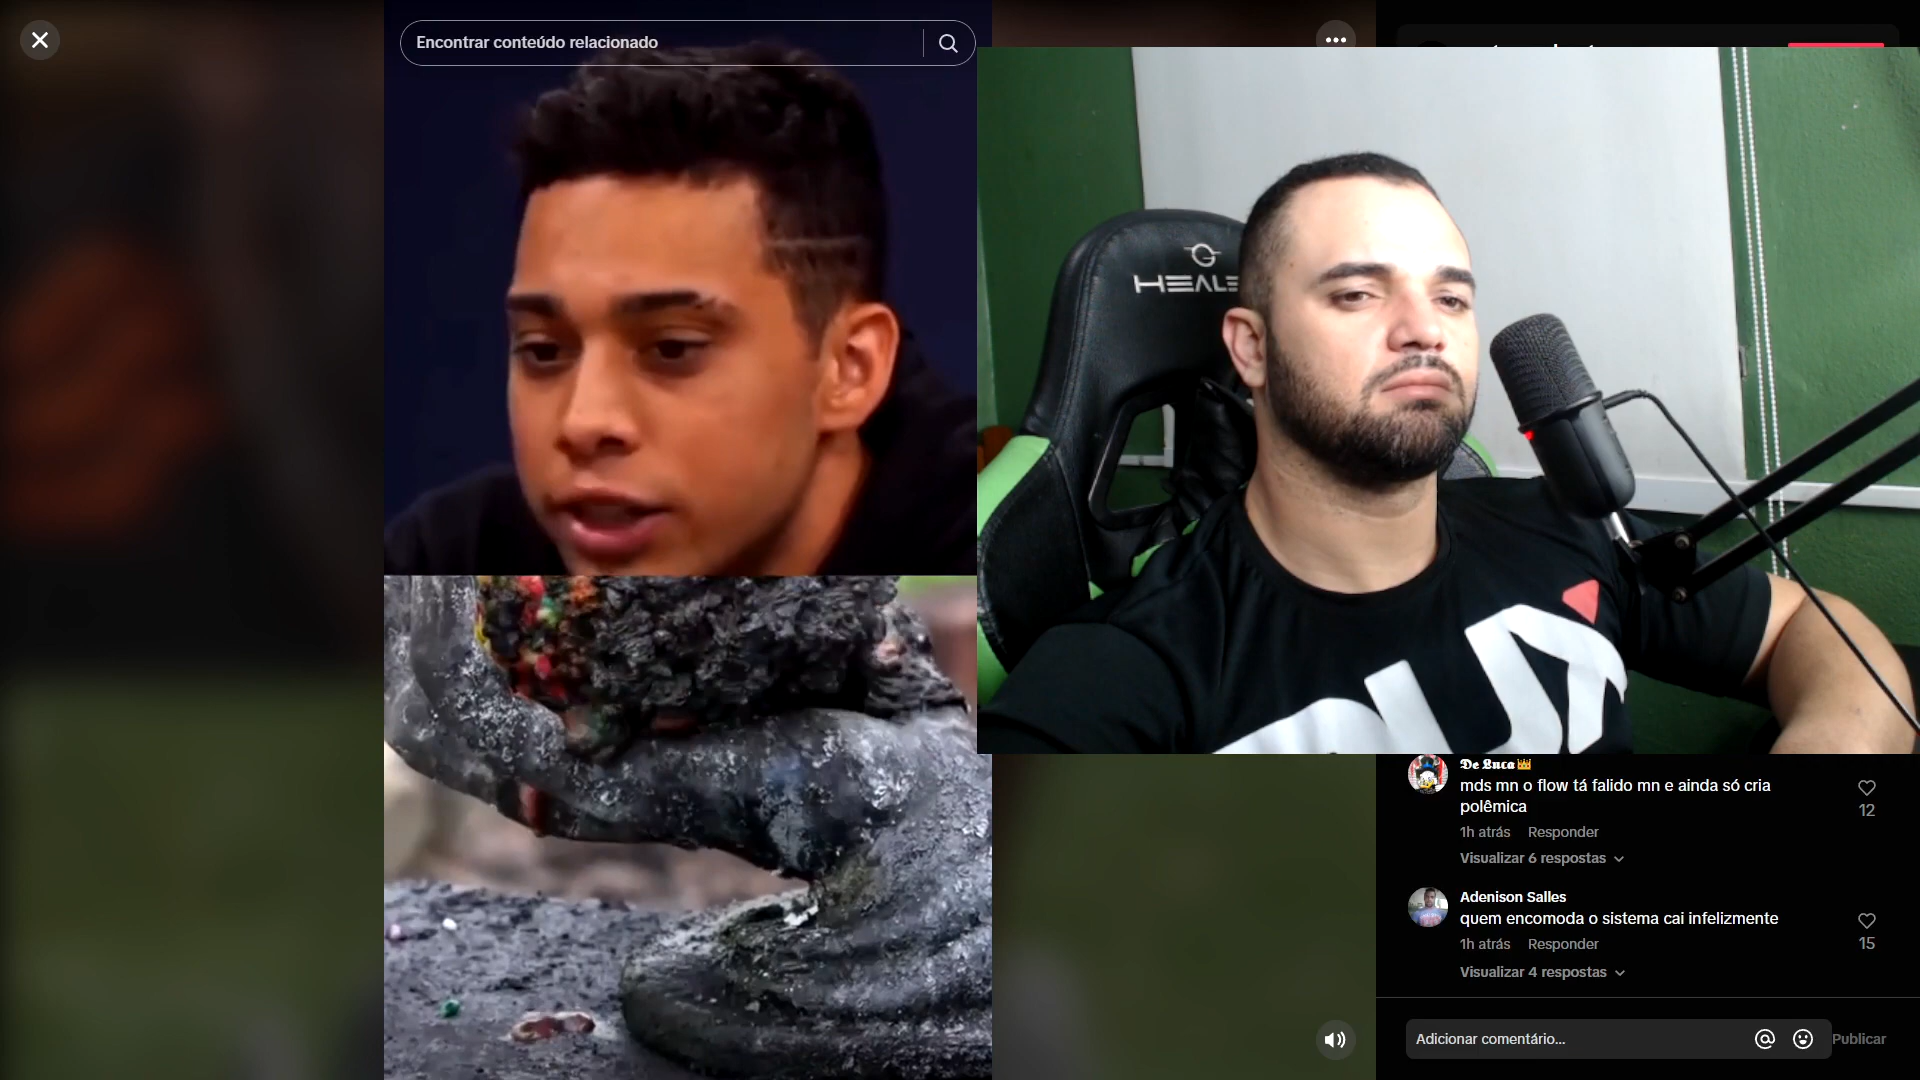 Encontrar conteúdo relacionado
HEALE
De Luca👑
mds mn o flow tá falido mn e ainda só cria
polêmica
12
1h atrás Responder
Visualizar 6 respostas
Adenison Salles
quem encomoda o sistema cai infelizmente
15
1h atrás Responder
Visualizar 4 respostas
Adicionar comentário...
Publicar